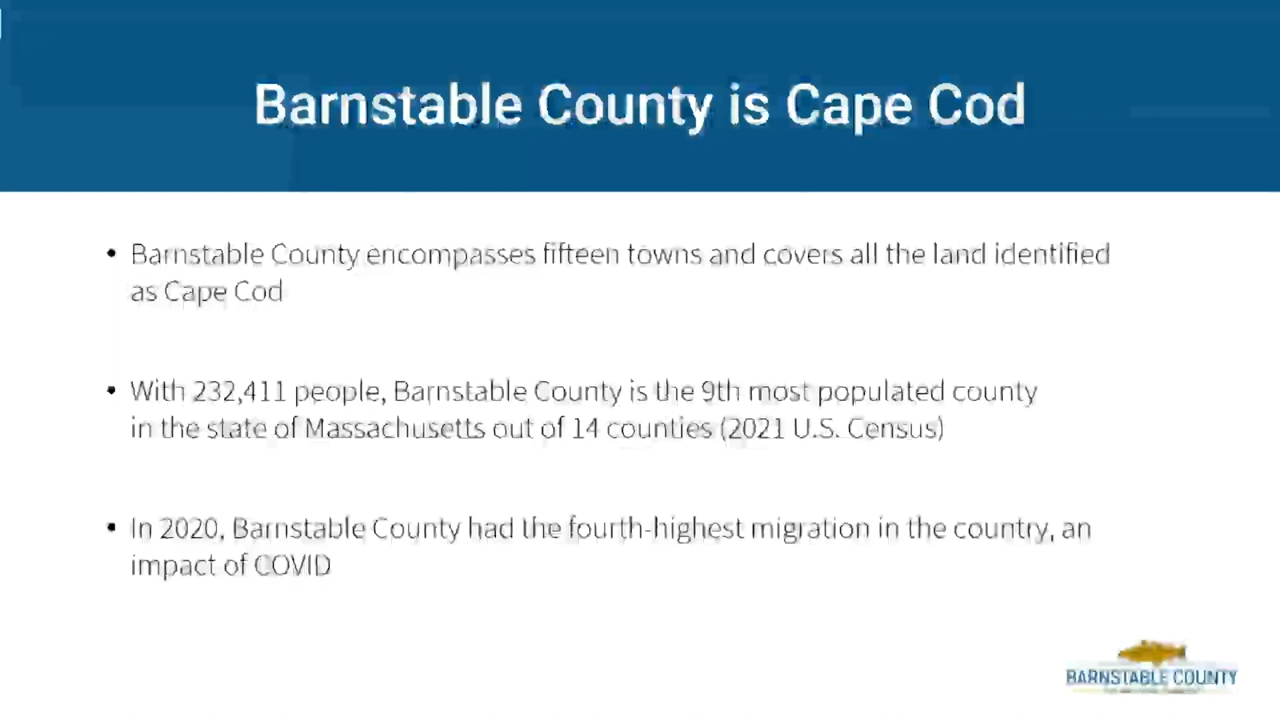 Barnstable County is Cape Cod
• Barnstable County encompasses fifteen towns and covers all the land identified
as Cape Cod
• With 232,411 people, Barnstable County is the 9th most populated county
in the state of Massachusetts out of 14 counties (2021 U.S. Census)
• In 2020, Barnstable County had the fourth-highest migration in the country, an
impact of COVID
BARNSTABLE COUNTY